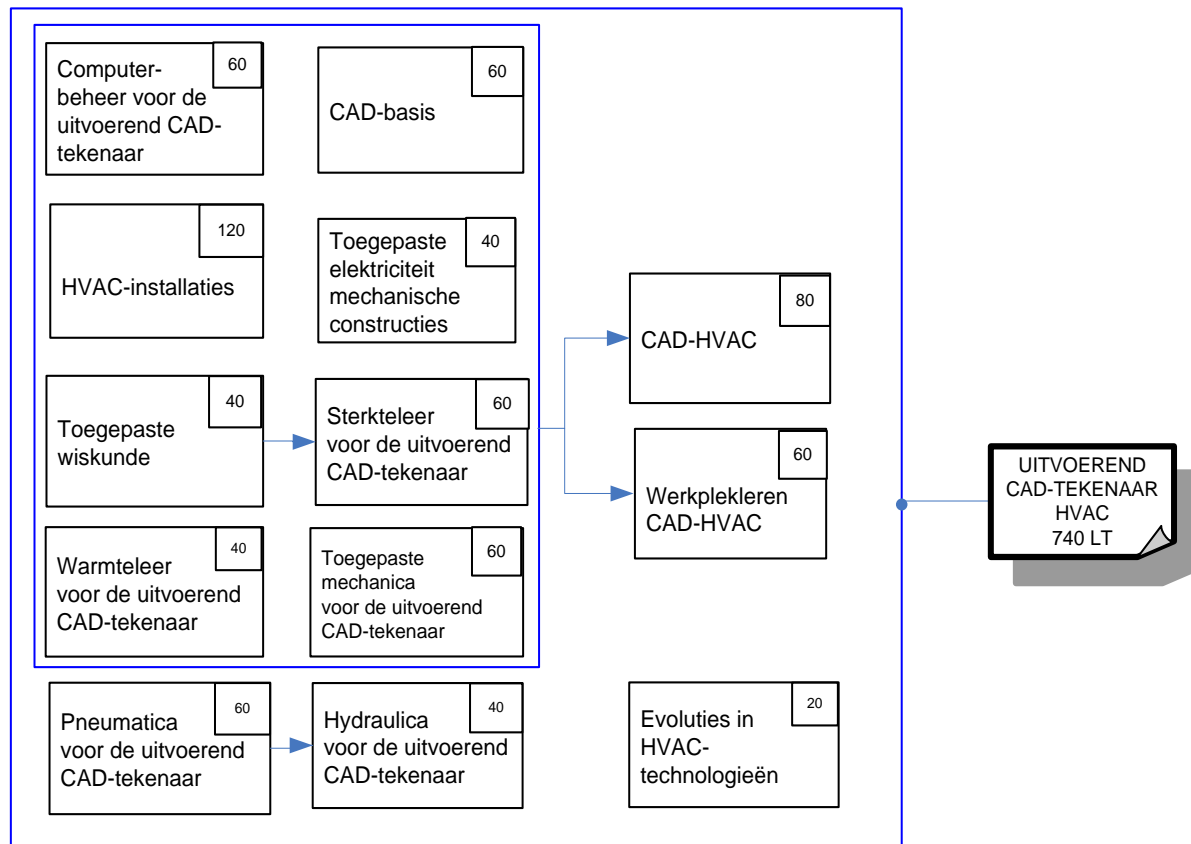 Computer-
beheer voor de
uitvoerend CAD-
tekenaar
60
CAD-basis
60
HVAC-installaties
120
Toegepaste
elektriciteit
mechanische
constructies
40
Toegepaste
wiskunde
40
Sterkteleer
voor de uitvoerend
CAD-tekenaar
60
Warmteleer
voor de uitvoerend
CAD-tekenaar
40
Toegepaste
mechanica
voor de uitvoerend
CAD-tekenaar
60
Pneumatica
voor de uitvoerend
CAD-tekenaar
60
Hydraulica
voor de uitvoerend
CAD-tekenaar
40
CAD-HVAC
80
Werkplekleren
CAD-HVAC
60
Evoluties in
HVAC-
technologieën
20
UITVOEREND
CAD-TEKENAAR
HVAC
740 LT